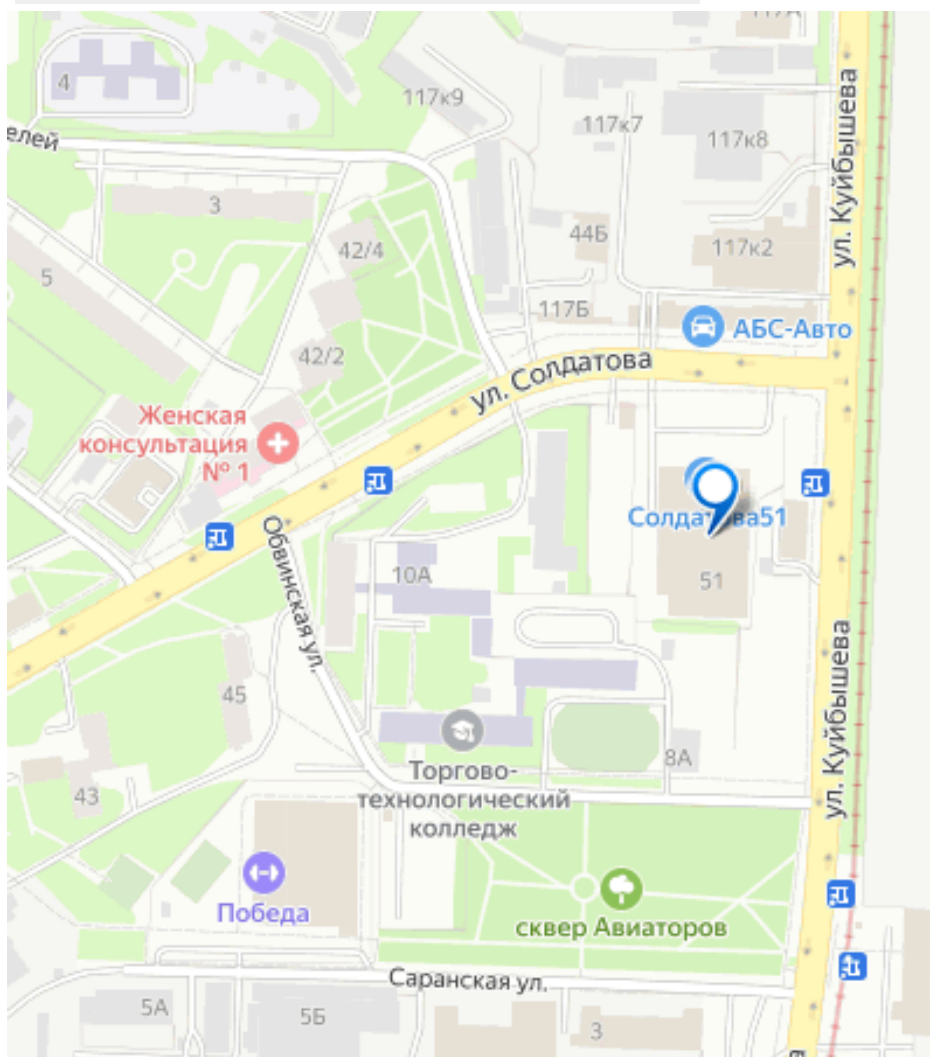 117А
4
117к9
ул. Куйбышева
елей
117к7
117к8
3
44Б
42/4
117к2
5
117Б
АБС-Авто
42/2
ул. Солдатова
Женская
консультация
№ 1
51
Обвинская ул.
10А
51
ул. Куйбышева
45
8А
Торгово-
технологический
колледж
43
Победа
сквер Авиаторов
Саранская ул.
5А
5Б
3